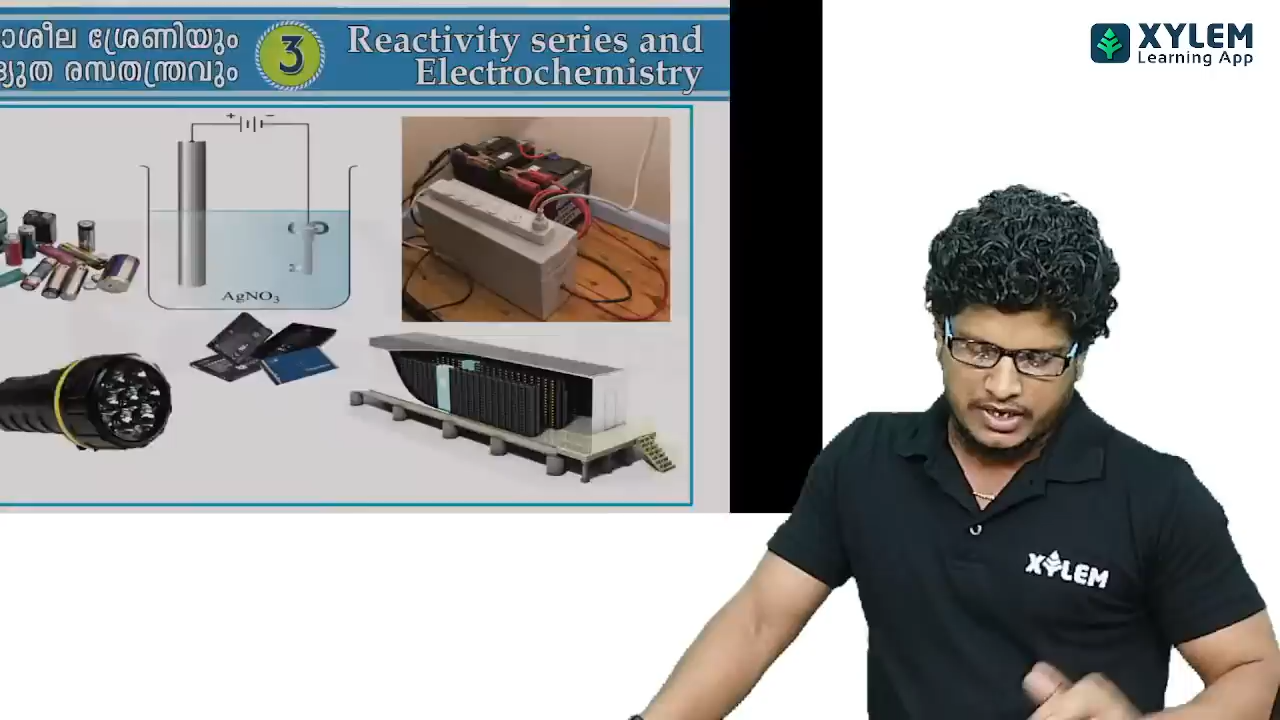 ശ്രേണിയും
രസതന്ത്രവും
3
Reactivity series and
Electrochemistry
+ −
AgNO₃
XYLEM
Learning App
XYLEM